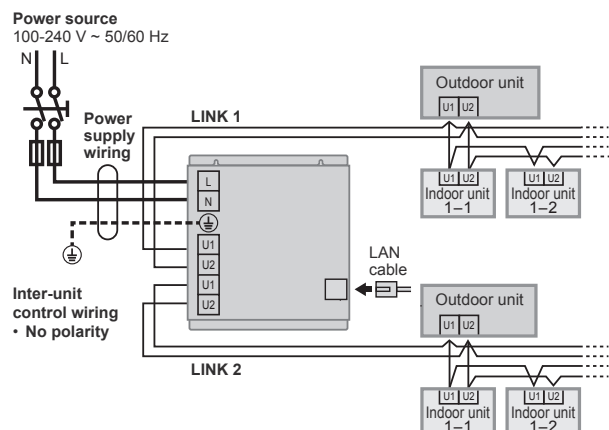 Power source
100-240 V ~ 50/60 Hz
N L
Power
supply
wiring
LINK 1
Outdoor unit
U1 U2
U1 U2
Indoor unit
1–1
U1 U2
Indoor unit
1–2
L
N
U1
U2
U1
U2
LAN
cable
Inter-unit
control wiring
• No polarity
LINK 2
Outdoor unit
U1 U2
U1 U2
Indoor unit
1–1
U1 U2
Indoor unit
1–2